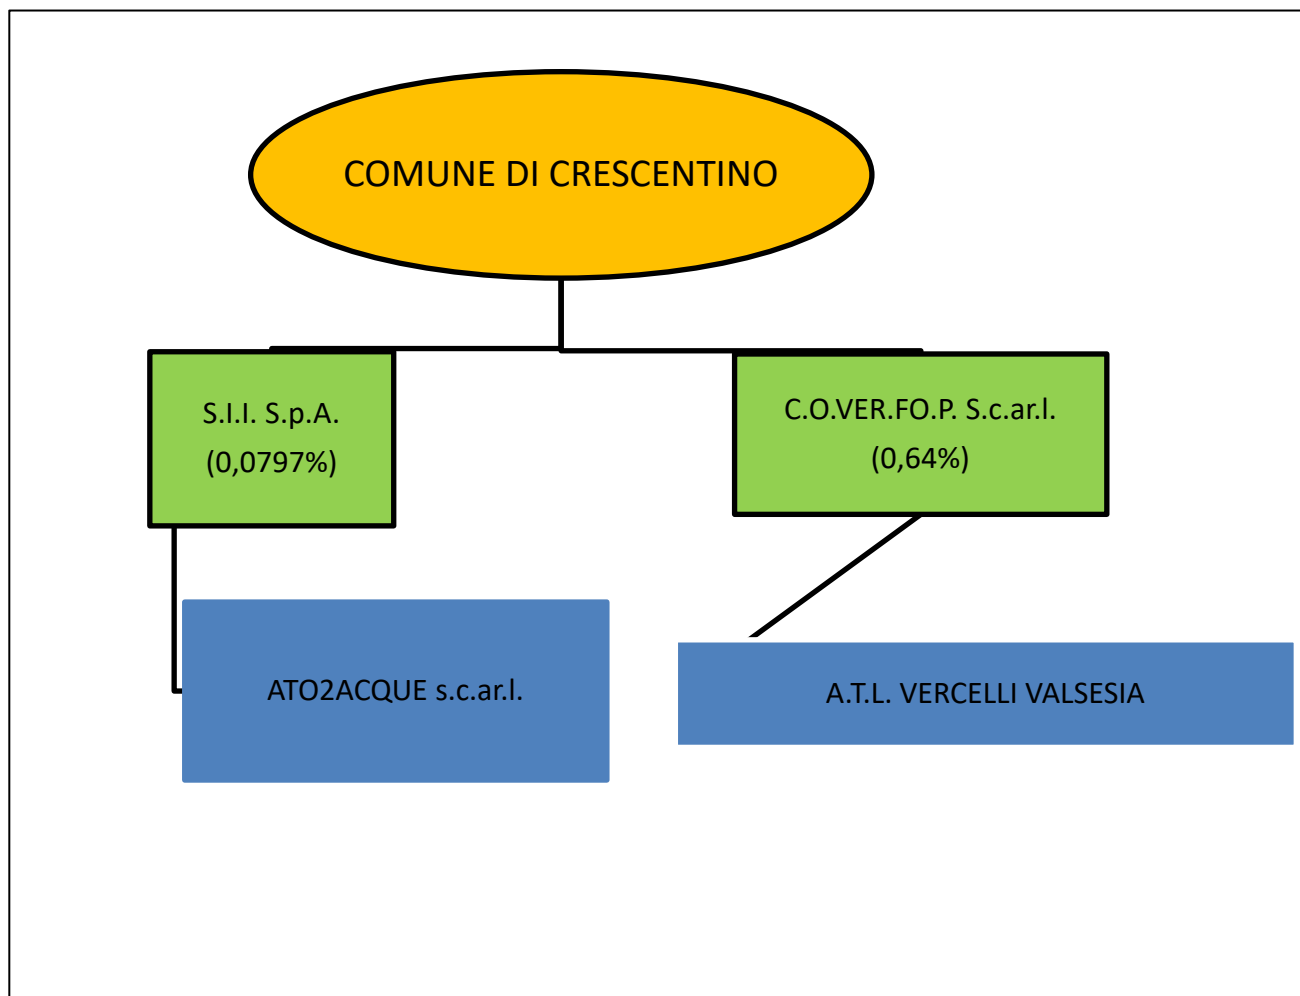 COMUNE DI CRESCENTINO
S.I.I. S.p.A.
(0,0797%)
C.O.VER.FO.P. S.c.ar.l.
(0,64%)
ATO2ACQUE s.c.ar.l.
A.T.L. VERCELLI VALSESIA